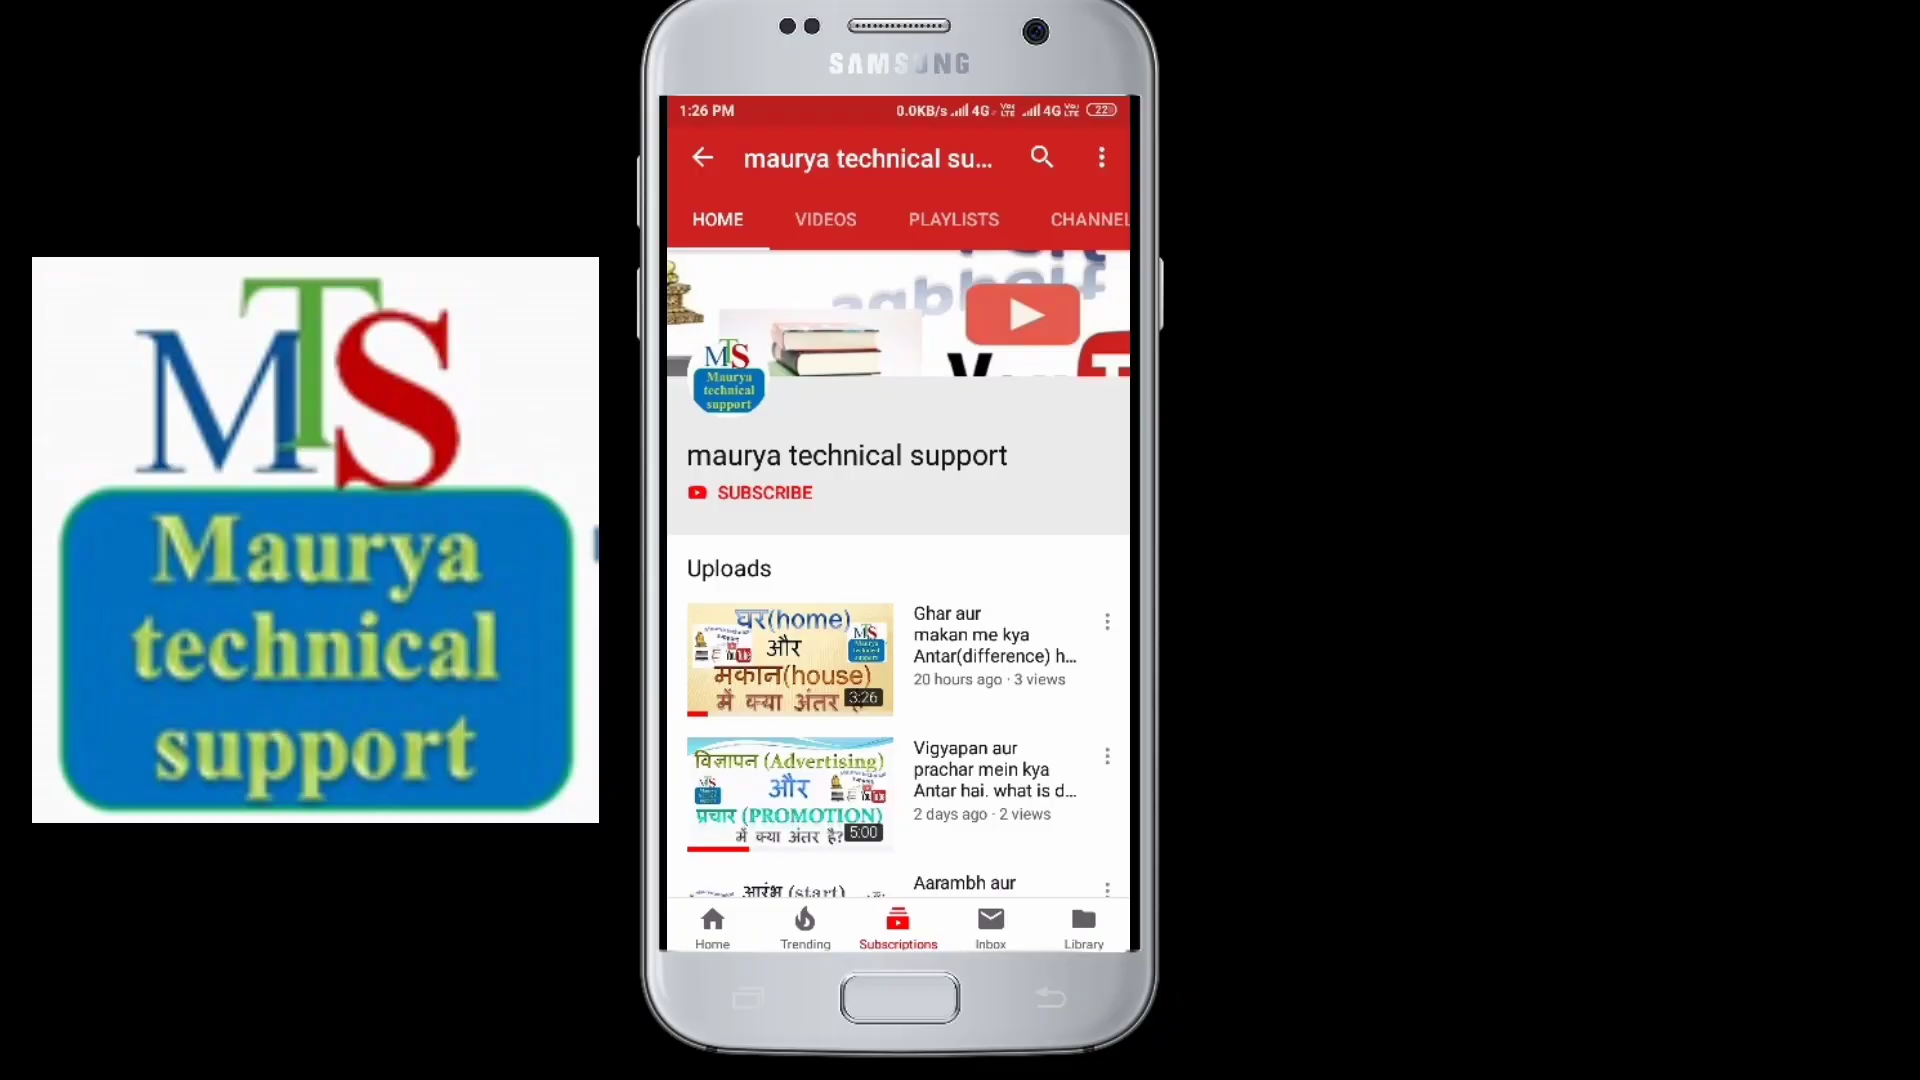 MTS
Maurya
technical
support
SAMSUNG
1:26 PM
0.0KB/s 4G VoLTE 4G VoLTE 22
maurya technical su...
HOME VIDEOS PLAYLISTS CHANNEL
MTS
Maurya
technical
support
maurya technical support
SUBSCRIBE
Uploads
घर(home)
और
मकान(house)
में क्या अंतर
3:26
Ghar aur
makan me kya
Antar(difference) h...
20 hours ago · 3 views
विज्ञापन (Advertising)
और
प्रचार (PROMOTION)
में क्या अंतर है?
5:00
Vigyapan aur
prachar mein kya
Antar hai. what is d...
2 days ago · 2 views
आरंभ (start)
Aarambh aur
Home Trending Subscriptions Inbox Library